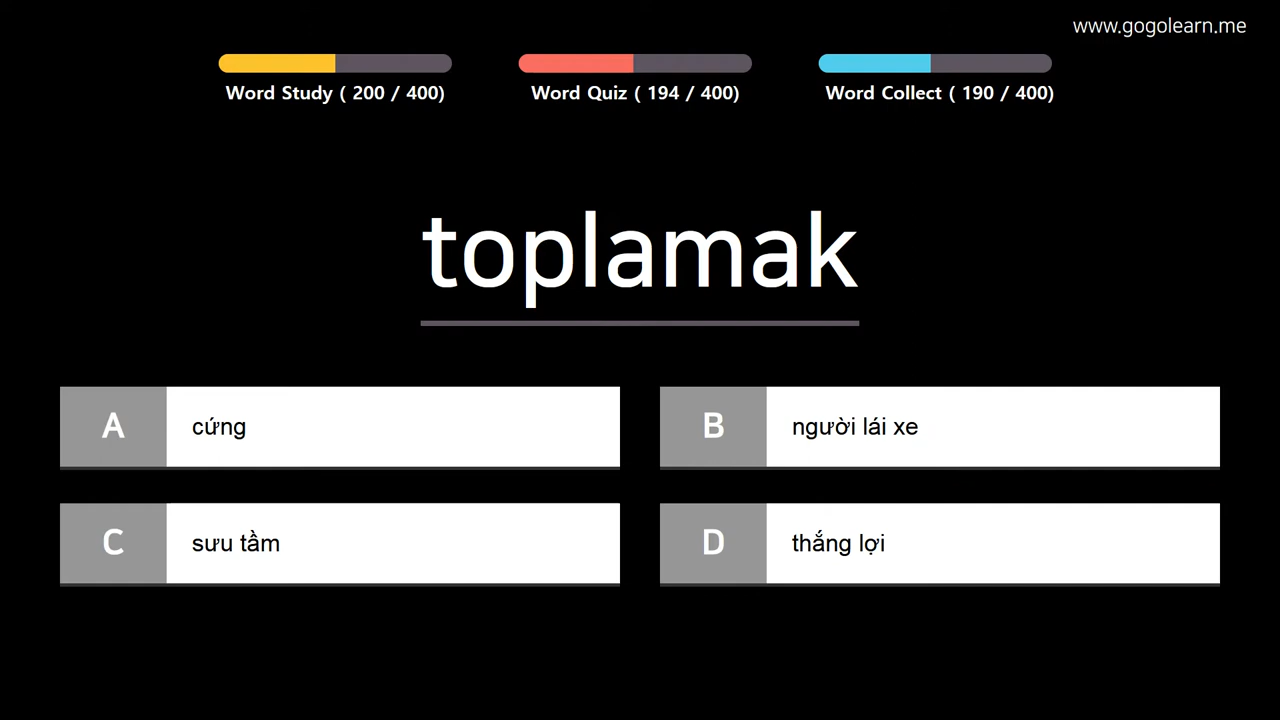 www.gogolearn.me
Word Study ( 200 / 400)
Word Quiz ( 194 / 400)
Word Collect ( 190 / 400)
toplamak
A
cứng
B
người lái xe
C
sưu tầm
D
thắng lợi